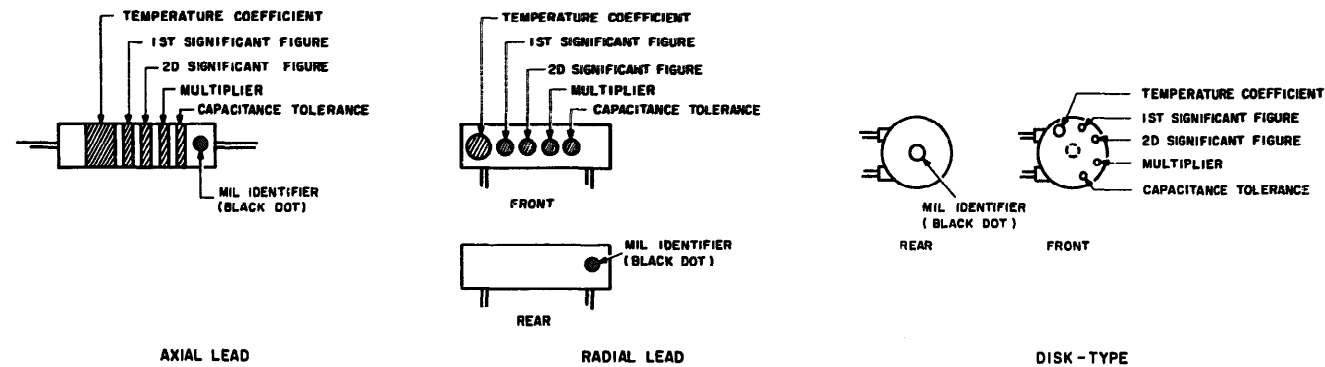 TEMPERATURE COEFFICIENT
1ST SIGNIFICANT FIGURE
2D SIGNIFICANT FIGURE
MULTIPLIER
CAPACITANCE TOLERANCE
MIL IDENTIFIER
(BLACK DOT)
AXIAL LEAD
TEMPERATURE COEFFICIENT
1ST SIGNIFICANT FIGURE
2D SIGNIFICANT FIGURE
MULTIPLIER
CAPACITANCE TOLERANCE
FRONT
MIL IDENTIFIER
(BLACK DOT)
REAR
RADIAL LEAD
MIL IDENTIFIER
(BLACK DOT)
REAR
TEMPERATURE COEFFICIENT
1ST SIGNIFICANT FIGURE
2D SIGNIFICANT FIGURE
MULTIPLIER
CAPACITANCE TOLERANCE
FRONT
DISK-TYPE